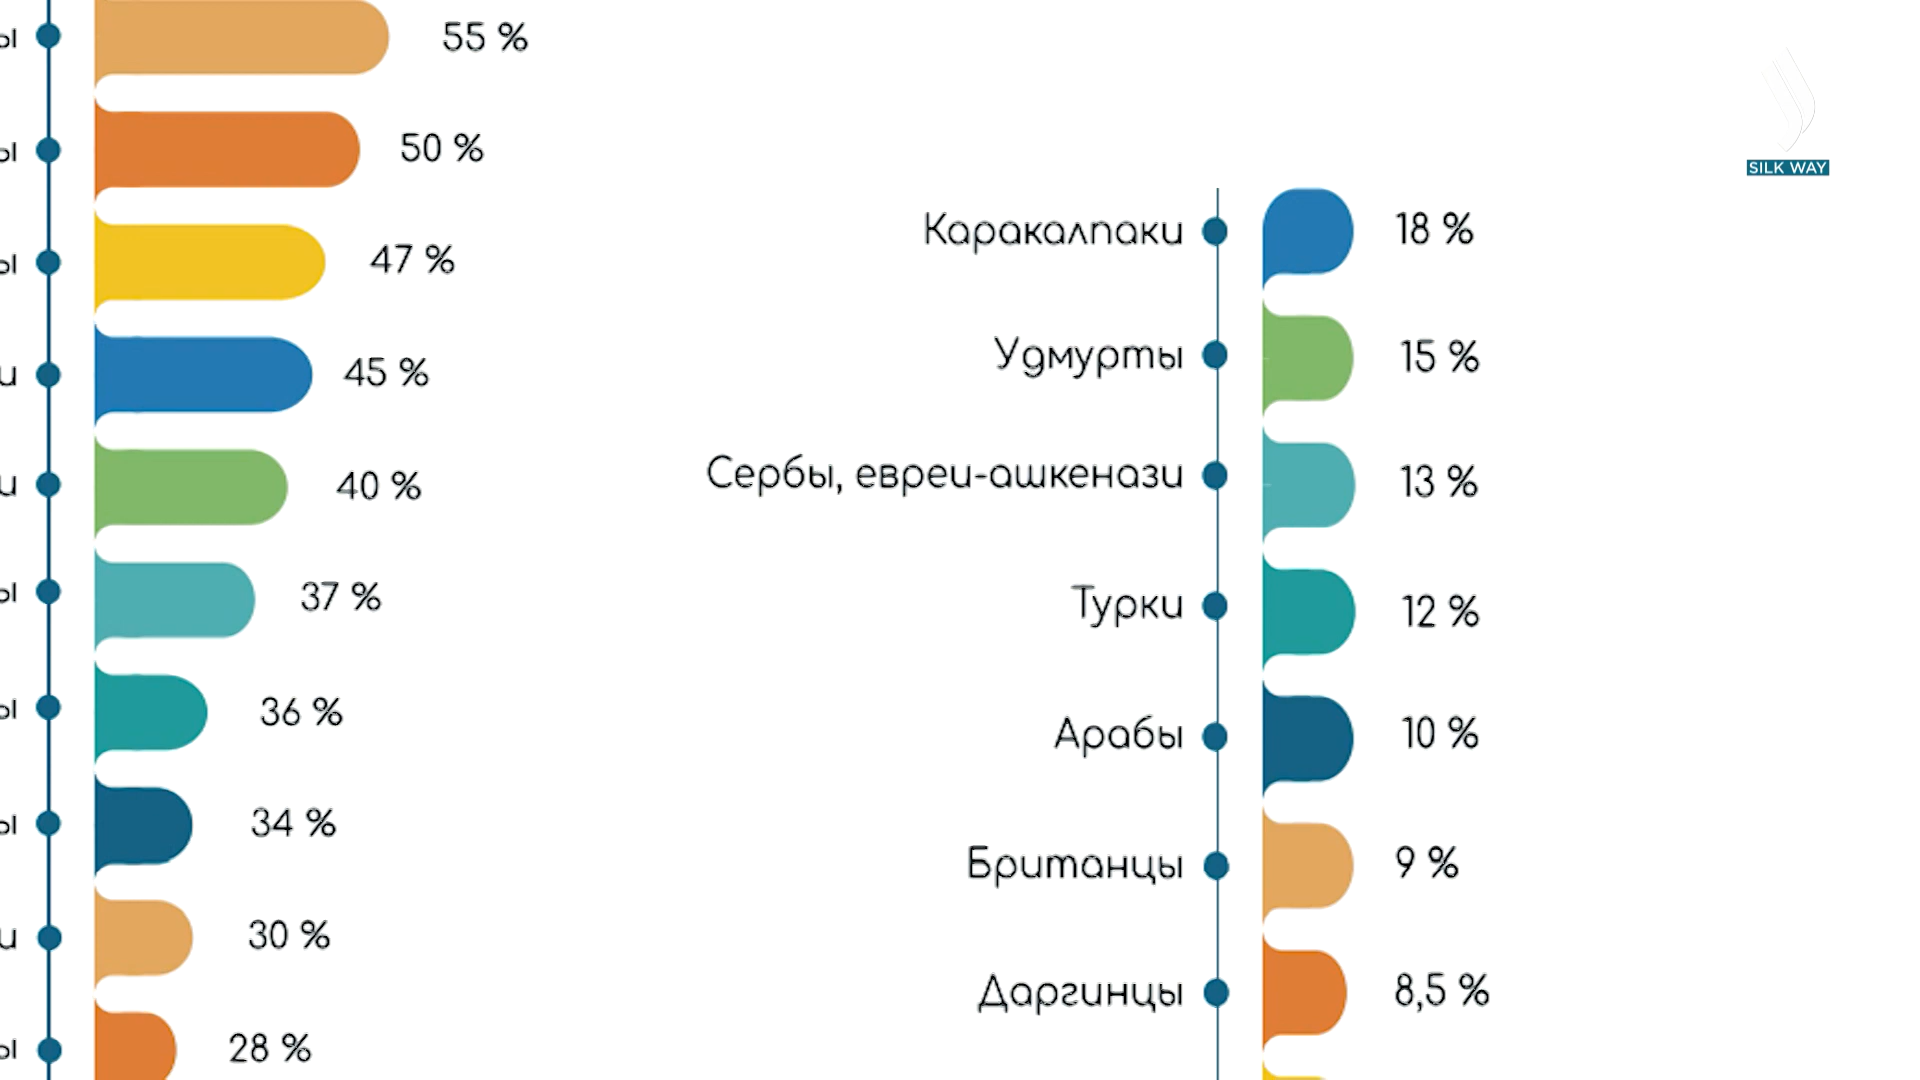 55 %
50 %
47 %
45 %
40 %
37 %
36 %
34 %
30 %
28 %
SILK WAY
Каракалпаки 18 %
Удмурты 15 %
Сербы, евреи-ашкенази 13 %
Турки 12 %
Арабы 10 %
Британцы 9 %
Даргинцы 8,5 %